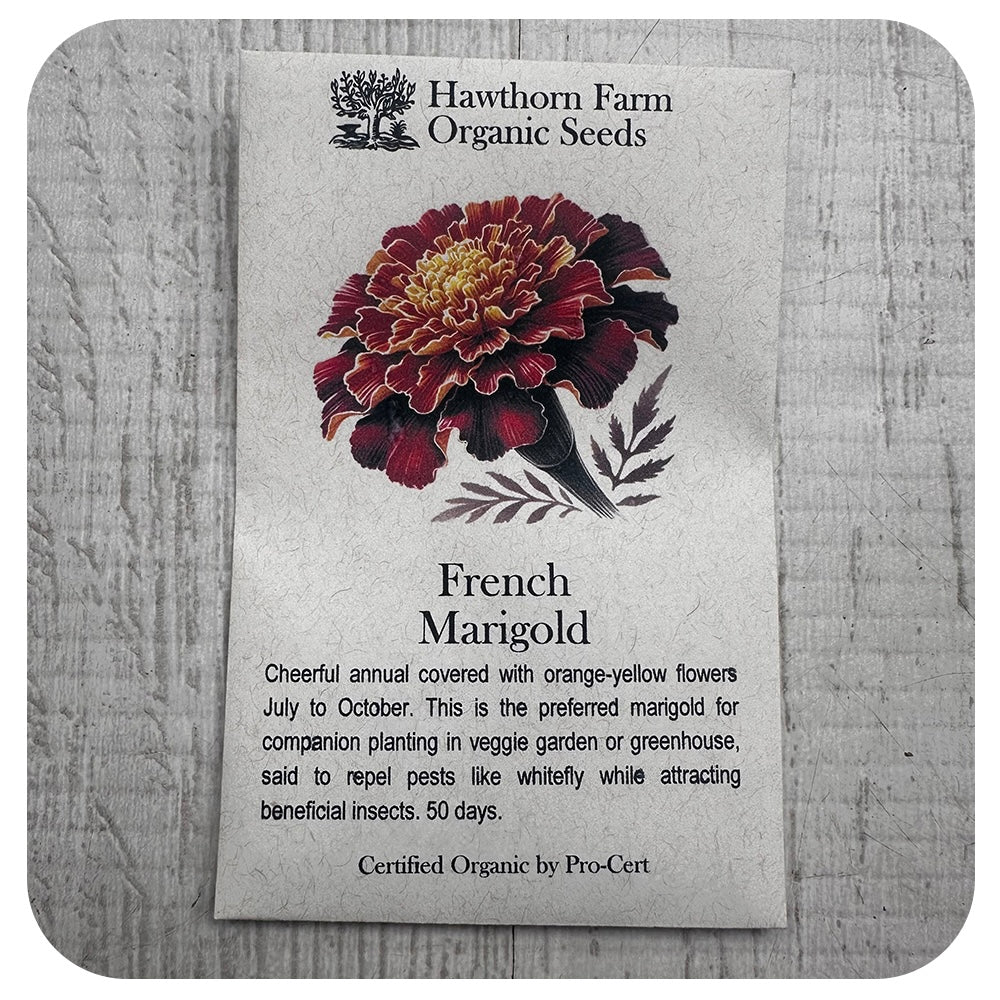 Hawthorn Farm
Organic Seeds
French
Marigold
Cheerful annual covered with orange-yellow flowers
July to October. This is the preferred marigold for
companion planting in veggie garden or greenhouse,
said to repel pests like whitefly while attracting
beneficial insects. 50 days.
Certified Organic by Pro-Cert